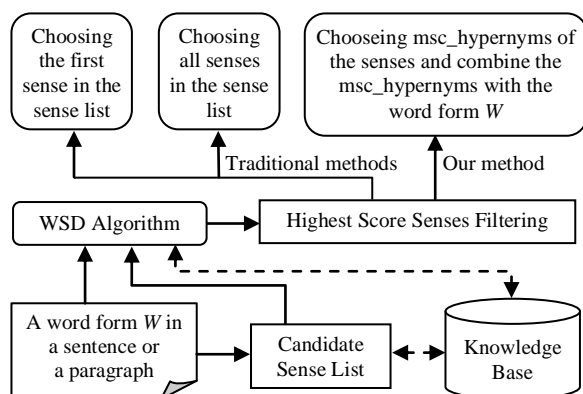 Choosing
the first
sense in the
sense list
Choosing
all senses
in the sense
list
Chooseing msc_hypernyms of
the senses and combine the
msc_hypernyms with the
word form W
Traditional methods
Our method
WSD Algorithm
Highest Score Senses Filtering
A word form W in
a sentence or
a paragraph
Candidate
Sense List
Knowledge
Base